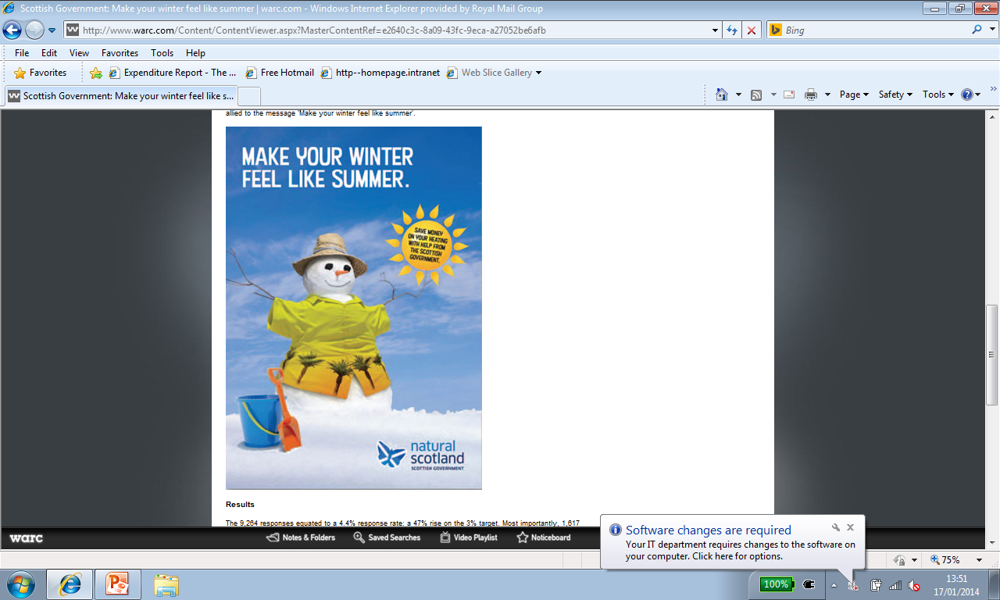 Scottish Government: Make your winter feel like summer | warc.com - Windows Internet Explorer provided by Royal Mail Group
http://www.warc.com/Content/ContentViewer.aspx?MasterContentRef=e2640c3c-8a09-43fc-9eca-a27052be6afb
Bing
File Edit View Favorites Tools Help
Favorites Expenditure Report - The ... Free Hotmail http--homepage.intranet Web Slice Gallery
Scottish Government: Make your winter feel like s...
Page Safety Tools
allied to the message 'Make your winter feel like summer'.
MAKE YOUR WINTER
FEEL LIKE SUMMER.
SAVE MONEY
ON YOUR HEATING
WITH HELP FROM
THE SCOTTISH
GOVERNMENT.
natural
scotland
SCOTTISH GOVERNMENT
Results
The 9,264 responses equated to a 4.4% response rate: a 47% rise on the 3% target. Most importantly, 1,617
warc
Notes & Folders Saved Searches Video Playlist Noticeboard
Software changes are required
Your IT department requires changes to the software on
your computer. Click here for options.
75%
100%
13:51
17/01/2014